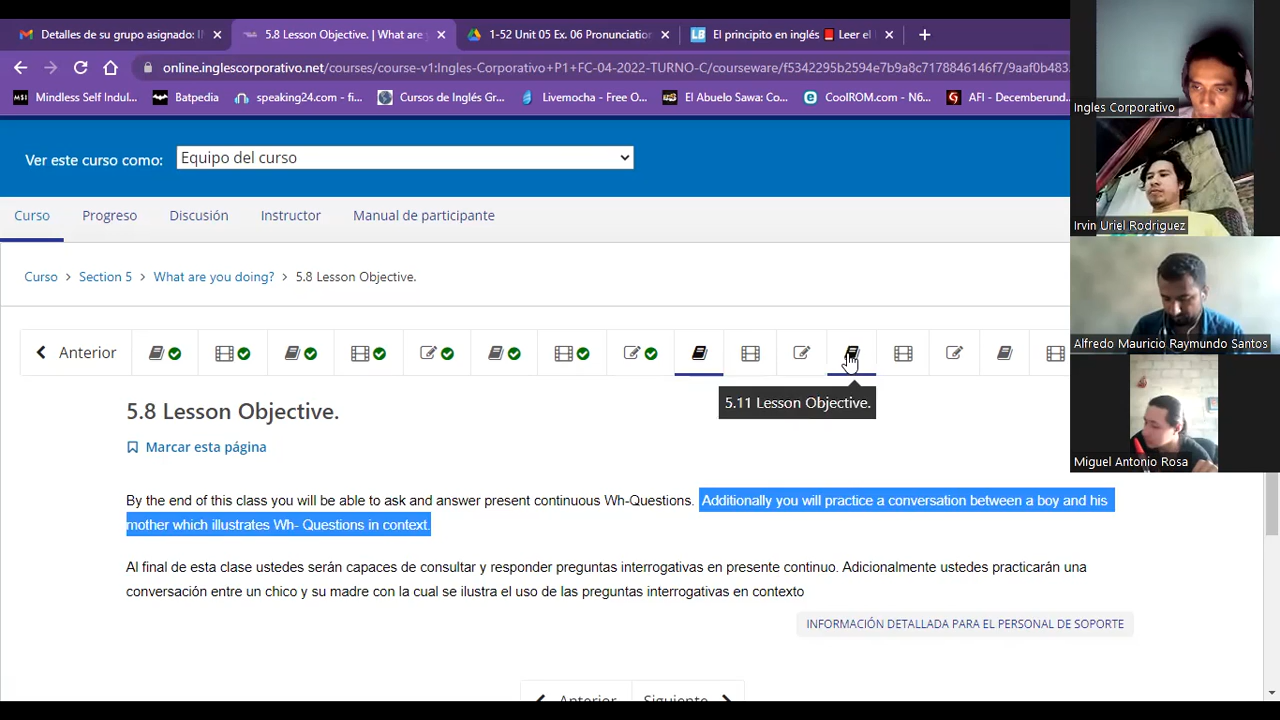 Detalles de su grupo asignado: I
5.8 Lesson Objective. | What are y
1-52 Unit 05 Ex. 06 Pronunciation
El principito en inglés 📕 Leer el
online.inglescorporativo.net/courses/course-v1:Ingles-Corporativo+P1+FC-04-2022-TURNO-C/courseware/f5342295b2594e7b9a8c7178846146f7/9aaf0b483
Mindless Self Indul...
Batpedia
speaking24.com - fi...
Cursos de Inglés Gr...
Livemocha - Free O...
El Abuelo Sawa: Co...
CoolROM.com - N6...
AFI - Decemberund
Ver este curso como:
Equipo del curso
Curso
Progreso
Discusión
Instructor
Manual de participante
Curso > Section 5 > What are you doing? > 5.8 Lesson Objective.
Anterior
5.11 Lesson Objective.
5.8 Lesson Objective.
Marcar esta página
By the end of this class you will be able to ask and answer present continuous Wh-Questions. Additionally you will practice a conversation between a boy and his
mother which illustrates Wh- Questions in context.
Al final de esta clase ustedes serán capaces de consultar y responder preguntas interrogativas en presente continuo. Adicionalmente ustedes practicarán una
conversación entre un chico y su madre con la cual se ilustra el uso de las preguntas interrogativas en contexto
INFORMACIÓN DETALLADA PARA EL PERSONAL DE SOPORTE
Anterior
Siguiente
Ingles Corporativo
Irvin Uriel Rodriguez
Alfredo Mauricio Raymundo Santos
Miguel Antonio Rosa